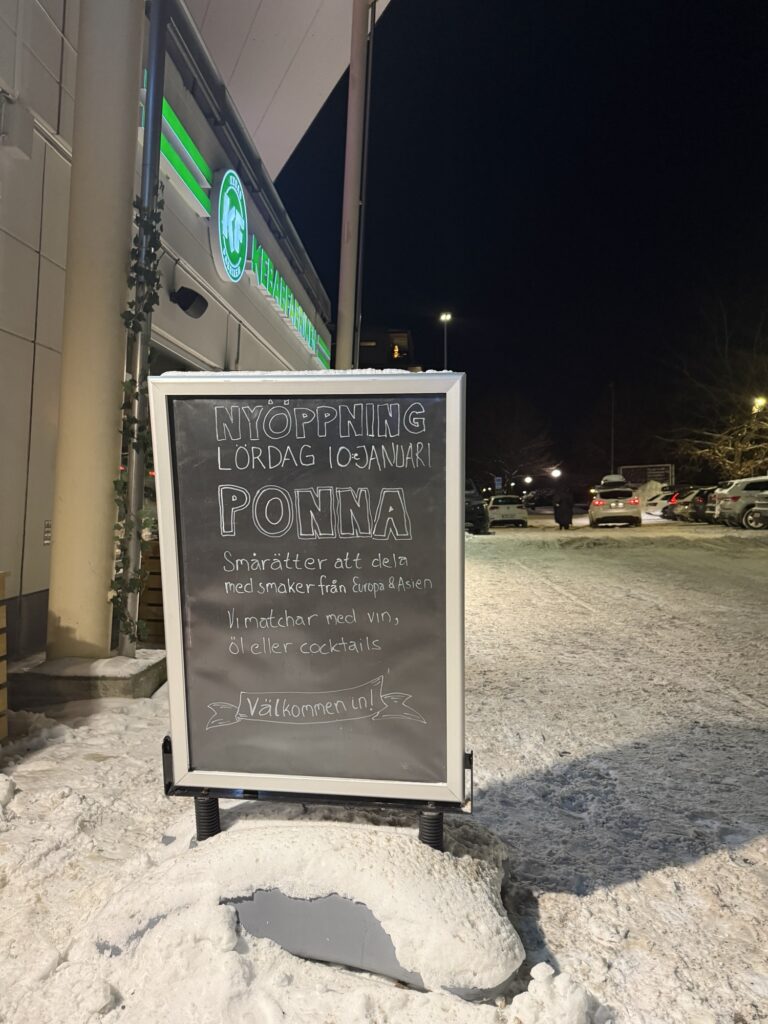 KF
NYÖPPNING
LÖRDAG 10:e JANUARI
PONNA
Smårätter att dela
med smaker från Europa & Asien
Vi matchar med vin,
öl eller cocktails
Välkommen in!